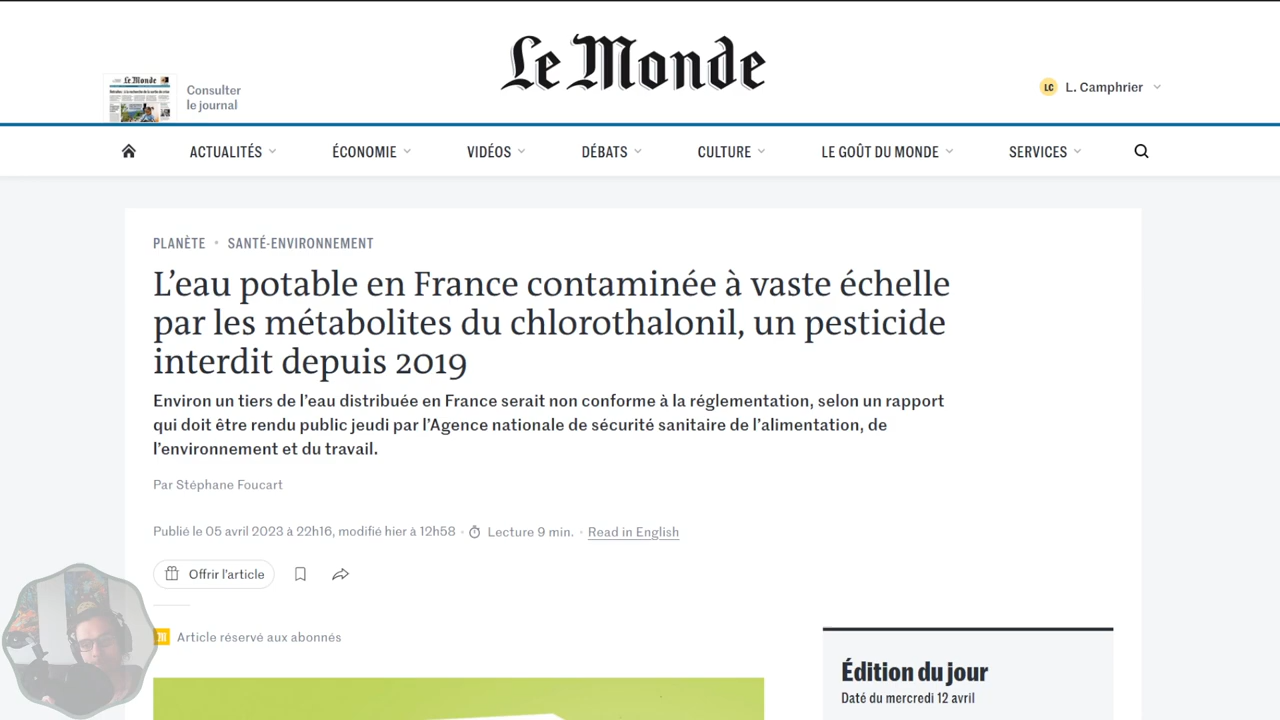 Le Monde
Consulter
le journal
Le Monde
LC L. Camphrier
ACTUALITÉS
ÉCONOMIE
VIDÉOS
DÉBATS
CULTURE
LE GOÛT DU MONDE
SERVICES
PLANÈTE • SANTÉ-ENVIRONNEMENT
L’eau potable en France contaminée à vaste échelle
par les métabolites du chlorothalonil, un pesticide
interdit depuis 2019
Environ un tiers de l’eau distribuée en France serait non conforme à la réglementation, selon un rapport
qui doit être rendu public jeudi par l’Agence nationale de sécurité sanitaire de l’alimentation, de
l’environnement et du travail.
Par Stéphane Foucart
Publié le 05 avril 2023 à 22h16, modifié hier à 12h58 • Lecture 9 min. • Read in English
Offrir l’article
M Article réservé aux abonnés
Édition du jour
Daté du mercredi 12 avril